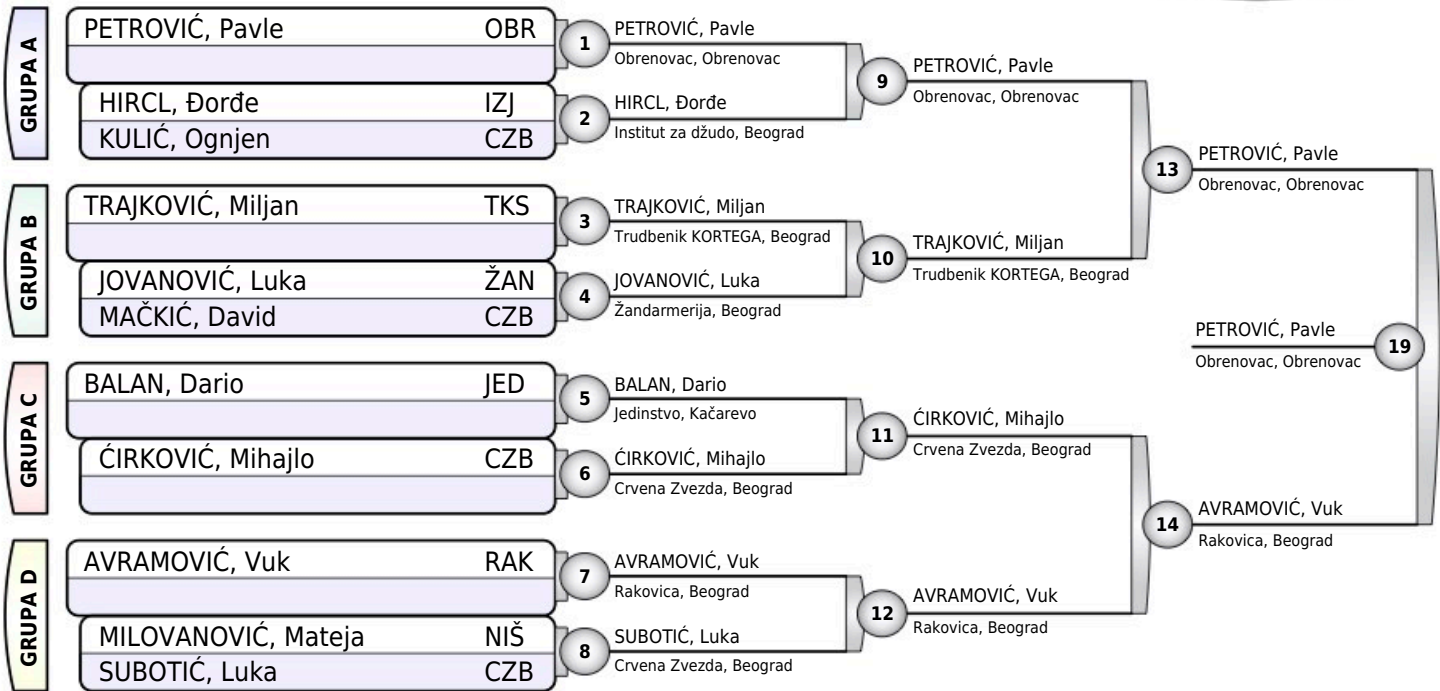 GRUPA A
PETROVIĆ, Pavle OBR
HIRCL, Đorđe IZJ
KULIĆ, Ognjen CZB
GRUPA B
TRAJKOVIĆ, Miljan TKS
JOVANOVIĆ, Luka ŽAN
MAČKIĆ, David CZB
GRUPA C
BALAN, Dario JED
ĆIRKOVIĆ, Mihajlo CZB
GRUPA D
AVRAMOVIĆ, Vuk RAK
MILOVANOVIĆ, Mateja NIŠ
SUBOTIĆ, Luka CZB
1
PETROVIĆ, Pavle
Obrenovac, Obrenovac
2
HIRCL, Đorđe
Institut za džudo, Beograd
3
TRAJKOVIĆ, Miljan
Trudbenik KORTEGA, Beograd
4
JOVANOVIĆ, Luka
Žandarmerija, Beograd
5
BALAN, Dario
Jedinstvo, Kačarevo
6
ĆIRKOVIĆ, Mihajlo
Crvena Zvezda, Beograd
7
AVRAMOVIĆ, Vuk
Rakovica, Beograd
8
SUBOTIĆ, Luka
Crvena Zvezda, Beograd
9
PETROVIĆ, Pavle
Obrenovac, Obrenovac
10
TRAJKOVIĆ, Miljan
Trudbenik KORTEGA, Beograd
11
ĆIRKOVIĆ, Mihajlo
Crvena Zvezda, Beograd
12
AVRAMOVIĆ, Vuk
Rakovica, Beograd
13
PETROVIĆ, Pavle
Obrenovac, Obrenovac
14
AVRAMOVIĆ, Vuk
Rakovica, Beograd
PETROVIĆ, Pavle
Obrenovac, Obrenovac
19